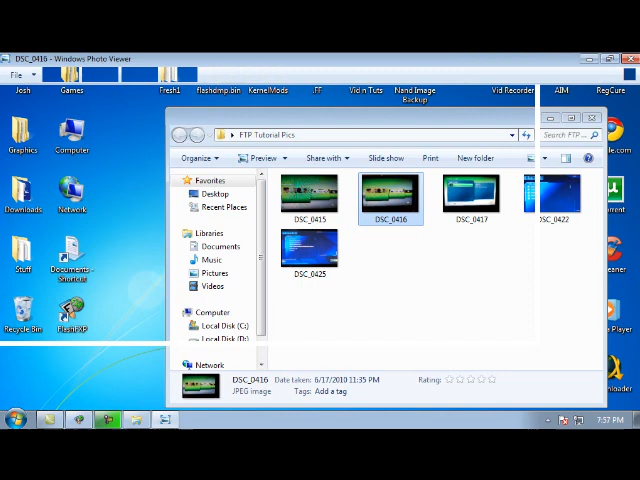 DSC_0416 - Windows Photo Viewer
File
Josh
Games
Fresh1
flashdmp.bin
KernelMods
.FF
Vid n Tuts
Nand Image Backup
Vid Recorder
AIM
RegCure
FTP Tutorial Pics
Search FTP ...
Organize
Preview
Share with
Slide show
Print
New folder
Graphics
Computer
Downloads
Network
Stuff
Documents - Shortcut
Recycle Bin
FlashFXP
Favorites
Desktop
Recent Places
Libraries
Documents
Music
Pictures
Videos
Computer
Local Disk (C:)
Local Disk (D:)
Network
DSC_0415
DSC_0416
DSC_0417
DSC_0422
DSC_0425
DSC_0416
Date taken: 6/17/2010 11:35 PM
Rating:
JPEG image
Tags: Add a tag
7:57 PM